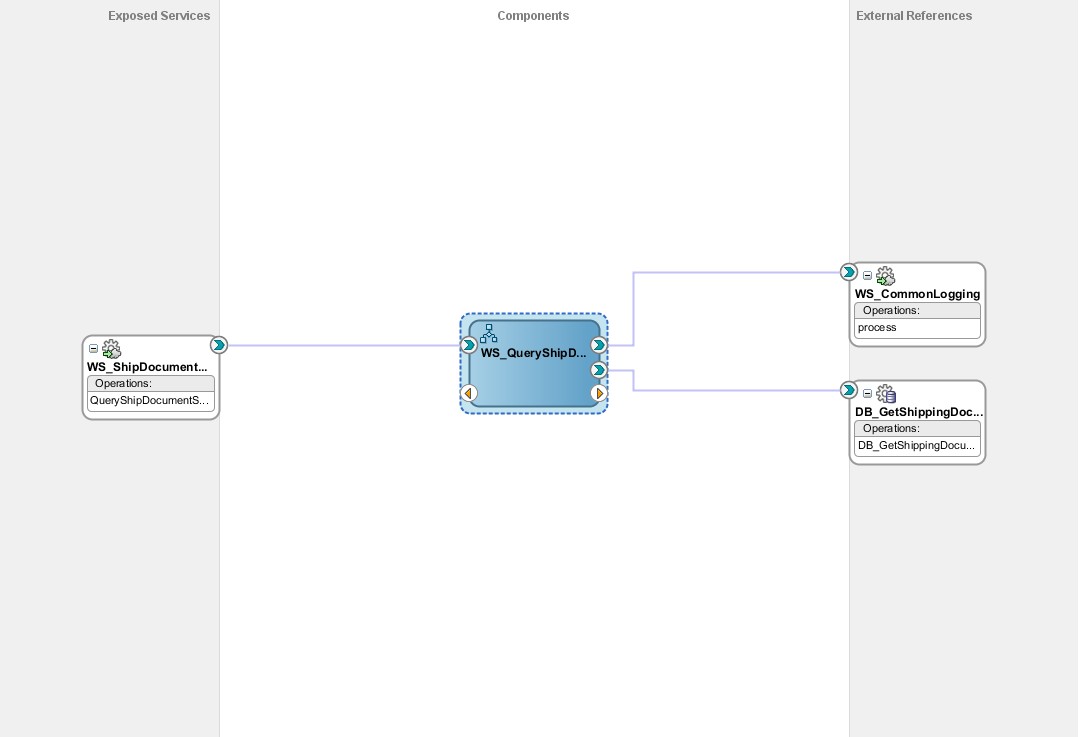 Exposed Services
Components
External References
WS_ShipDocument...
Operations:
QueryShipDocumentS...
WS_QueryShipD...
WS_CommonLogging
Operations:
process
DB_GetShippingDoc...
Operations:
DB_GetShippingDocu...